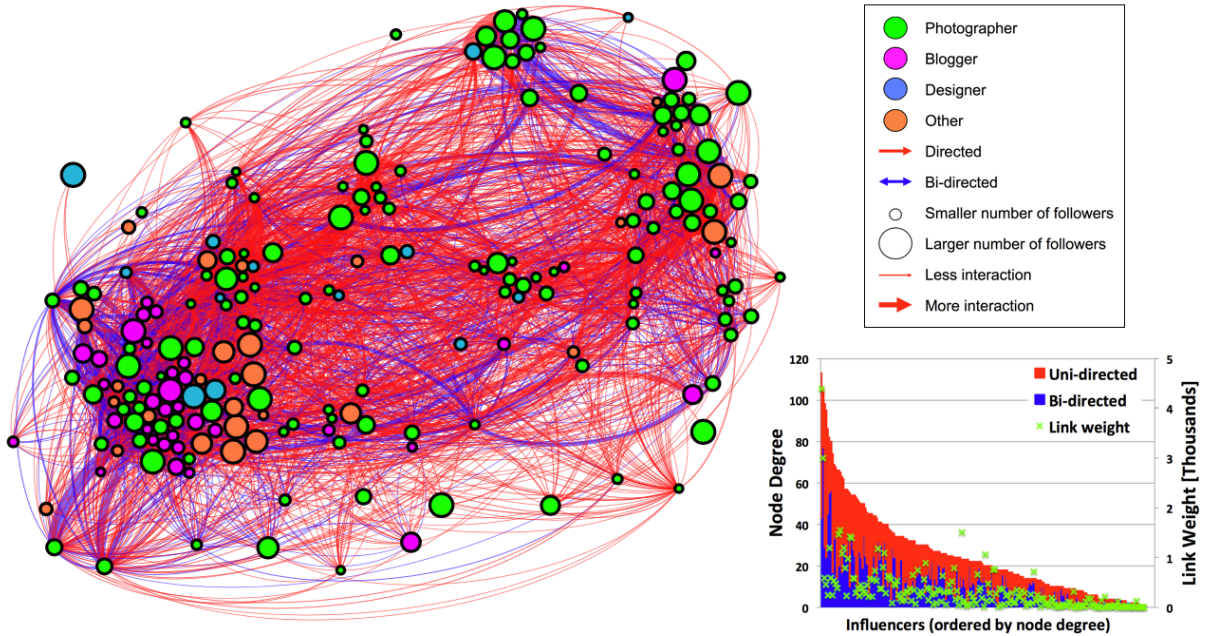 Photographer
Blogger
Designer
Other
Directed
Bi-directed
Smaller number of followers
Larger number of followers
Less interaction
More interaction
120
100
80
60
40
20
0
Node Degree
Uni-directed
Bi-directed
Link weight
5
4
3
2
1
0
Link Weight [Thousands]
Influencers (ordered by node degree)